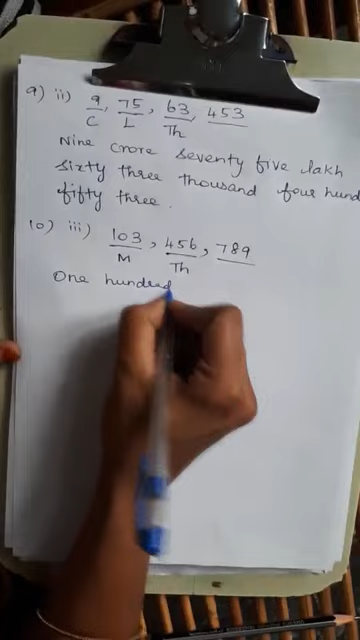 9) ii) 9, 75, 63, 453
C L Th
Nine crore seventy five lakh
sixty three thousand four hund
fifty three.
10) iii) 103, 456, 789
M Th
One hundred